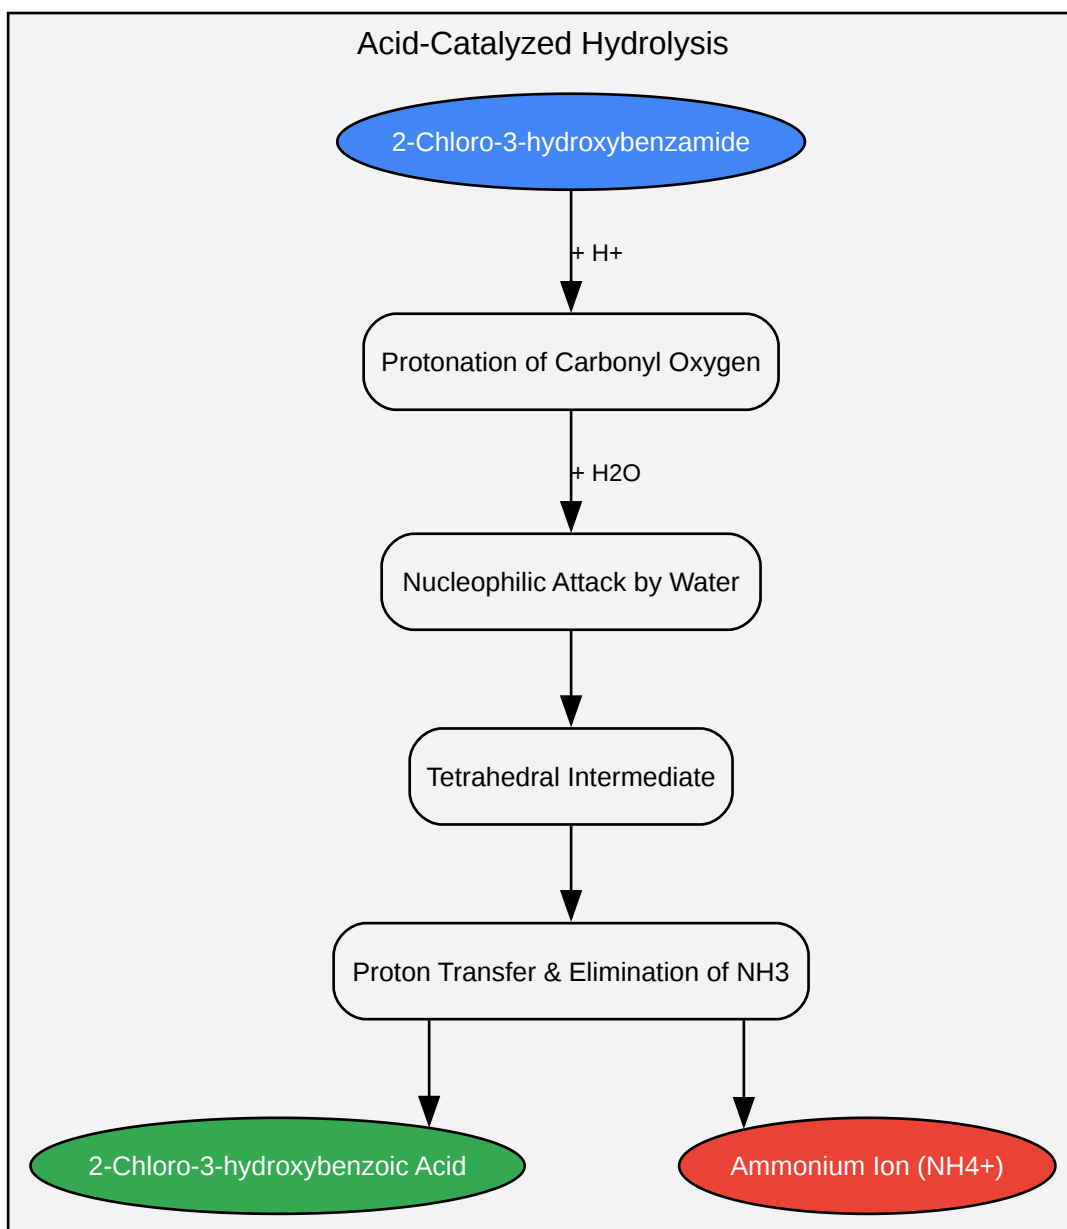 Acid-Catalyzed Hydrolysis
2-Chloro-3-hydroxybenzamide
+ H+
Protonation of Carbonyl Oxygen
+ H2O
Nucleophilic Attack by Water
Tetrahedral Intermediate
Proton Transfer & Elimination of NH3
2-Chloro-3-hydroxybenzoic Acid
Ammonium Ion (NH4+)